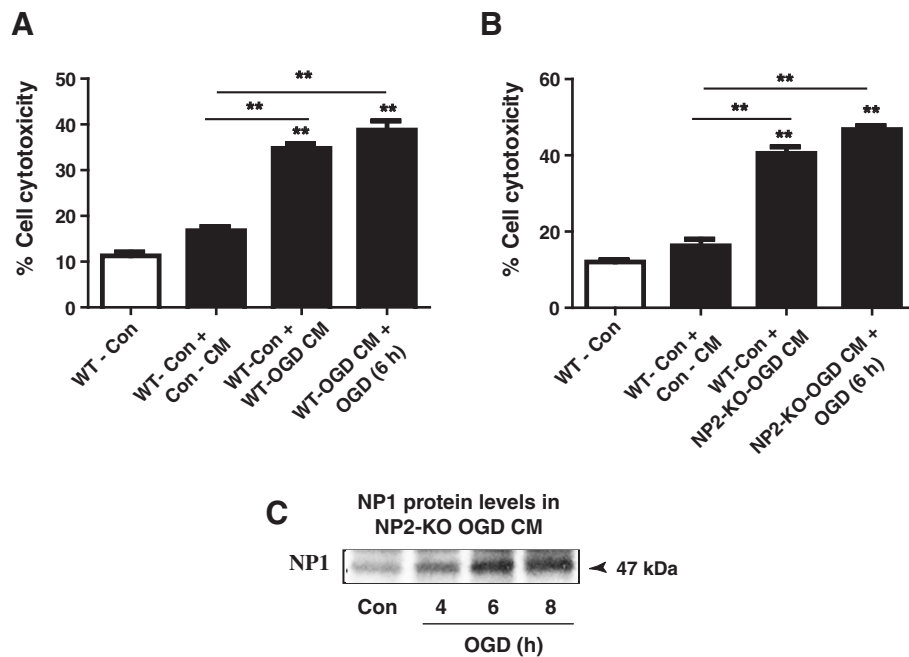 A
% Cell cytotoxicity
50
40
30
20
10
0
**
**
**
**
WT - Con
WT- Con +
Con - CM
WT-Con +
WT-OGD CM
WT-OGD CM +
OGD (6 h)
B
% Cell cytotoxicity
60
40
20
0
**
**
**
**
WT - Con
WT- Con +
Con - CM
WT-Con +
NP2-KO-OGD CM
NP2-KO-OGD CM +
OGD (6 h)
C
NP1 protein levels in
NP2-KO OGD CM
NP1
47 kDa
Con 4 6 8
OGD (h)